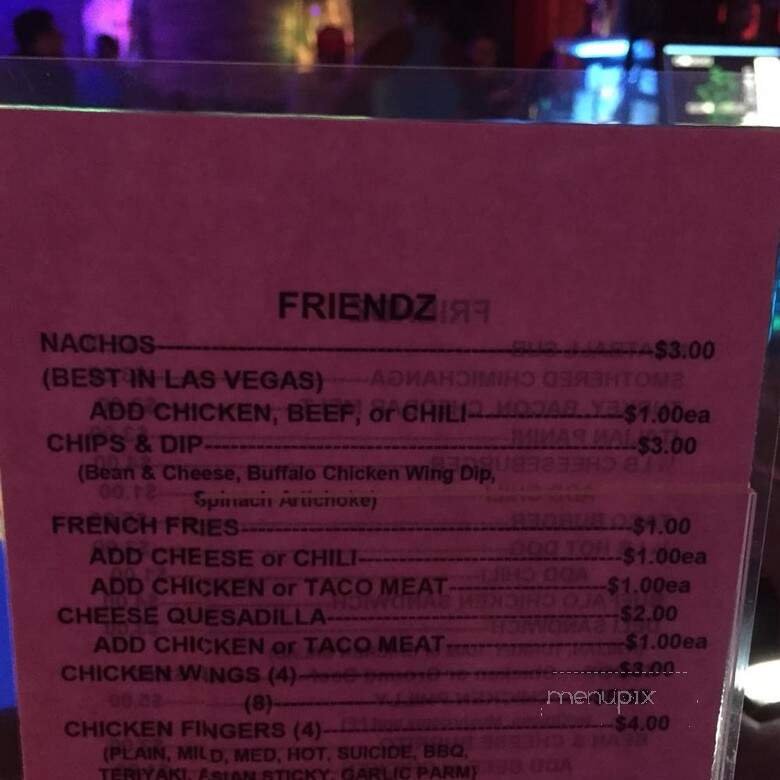 FRIENDZ
NACHOS $3.00
(BEST IN LAS VEGAS)
ADD CHICKEN, BEEF, or CHILI $1.00ea
CHIPS & DIP $3.00
(Bean & Cheese, Buffalo Chicken Wing Dip,
Spinach Artichoke)
FRENCH FRIES $1.00
ADD CHEESE or CHILI $1.00ea
ADD CHICKEN or TACO MEAT $1.00ea
CHEESE QUESADILLA $2.00
ADD CHICKEN or TACO MEAT $1.00ea
CHICKEN WINGS (4) $3.00
(8)
menupix
CHICKEN FINGERS (4) $4.00
(PLAIN, MILD, MED, HOT, SUICIDE, BBQ,
TERIYAKI, ASIAN STICKY, GARLIC PARM)